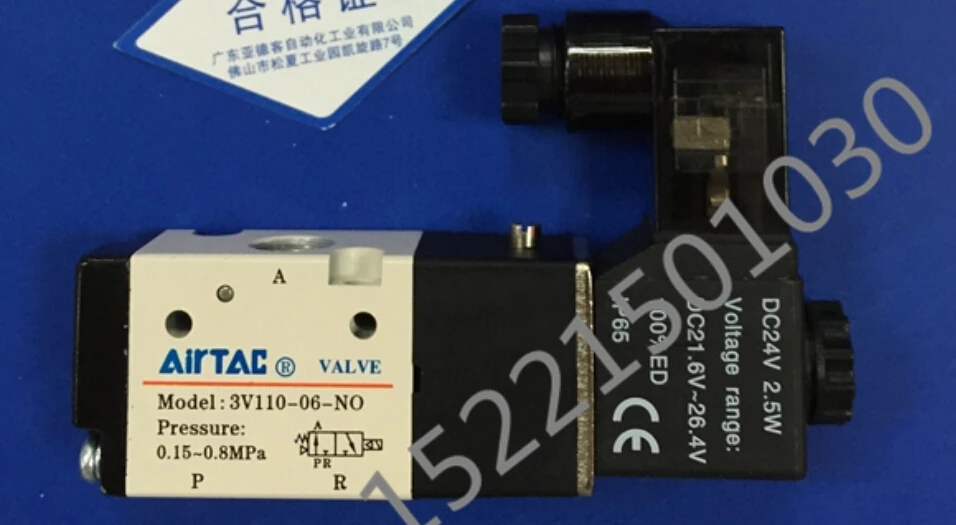 合格证
广东亚德客自动化工业有限公司
佛山市松夏工业园凯旋路7号
A
AirTAC ® VALVE
Model: 3V110-06-NO
Pressure:
0.15~0.8MPa
A
PR
P R
DC24V 2.5W
Voltage range:
DC21.6V~26.4V
100%ED
IP65
CE
15221501030